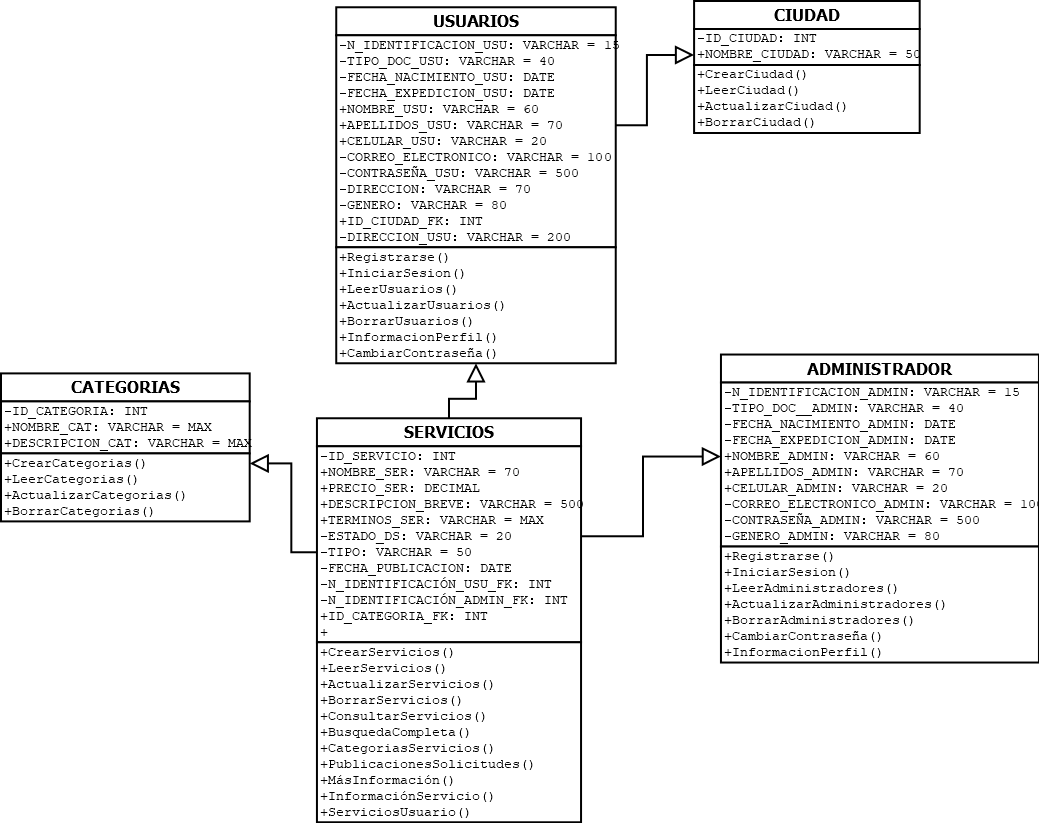 USUARIOS
-N_IDENTIFICACION_USU: VARCHAR = 15
-TIPO_DOC_USU: VARCHAR = 40
-FECHA_NACIMIENTO_USU: DATE
-FECHA_EXPEDICION_USU: DATE
+NOMBRE_USU: VARCHAR = 60
+APELLIDOS_USU: VARCHAR = 70
+CELULAR_USU: VARCHAR = 20
-CORREO_ELECTRONICO: VARCHAR = 100
-CONTRASEÑA_USU: VARCHAR = 500
-DIRECCION: VARCHAR = 70
-GENERO: VARCHAR = 80
+ID_CIUDAD_FK: INT
-DIRECCION_USU: VARCHAR = 200
+Registrarse()
+IniciarSesion()
+LeerUsuarios()
+ActualizarUsuarios()
+BorrarUsuarios()
+InformacionPerfil()
+CambiarContraseña()
CIUDAD
-ID_CIUDAD: INT
+NOMBRE_CIUDAD: VARCHAR = 50
+CrearCiudad()
+LeerCiudad()
+ActualizarCiudad()
+BorrarCiudad()
CATEGORIAS
-ID_CATEGORIA: INT
+NOMBRE_CAT: VARCHAR = MAX
+DESCRIPCION_CAT: VARCHAR = MAX
+CrearCategorias()
+LeerCategorias()
+ActualizarCategorias()
+BorrarCategorias()
SERVICIOS
-ID_SERVICIO: INT
+NOMBRE_SER: VARCHAR = 70
+PRECIO_SER: DECIMAL
+DESCRIPCION_BREVE: VARCHAR = 500
+TERMINOS_SER: VARCHAR = MAX
-ESTADO_DS: VARCHAR = 20
-TIPO: VARCHAR = 50
-FECHA_PUBLICACION: DATE
-N_IDENTIFICACIÓN_USU_FK: INT
-N_IDENTIFICACIÓN_ADMIN_FK: INT
+ID_CATEGORIA_FK: INT
+
+CrearServicios()
+LeerServicios()
+ActualizarServicios()
+BorrarServicios()
+ConsultarServicios()
+BusquedaCompleta()
+CategoriasServicios()
+PublicacionesSolicitudes()
+MásInformación()
+InformaciónServicio()
+ServiciosUsuario()
ADMINISTRADOR
-N_IDENTIFICACION_ADMIN: VARCHAR = 15
-TIPO_DOC__ADMIN: VARCHAR = 40
-FECHA_NACIMIENTO_ADMIN: DATE
-FECHA_EXPEDICION_ADMIN: DATE
+NOMBRE_ADMIN: VARCHAR = 60
+APELLIDOS_ADMIN: VARCHAR = 70
+CELULAR_ADMIN: VARCHAR = 20
-CORREO_ELECTRONICO_ADMIN: VARCHAR = 100
-CONTRASEÑA_ADMIN: VARCHAR = 500
-GENERO_ADMIN: VARCHAR = 80
+Registrarse()
+IniciarSesion()
+LeerAdministradores()
+ActualizarAdministradores()
+BorrarAdministradores()
+CambiarContraseña()
+InformacionPerfil()